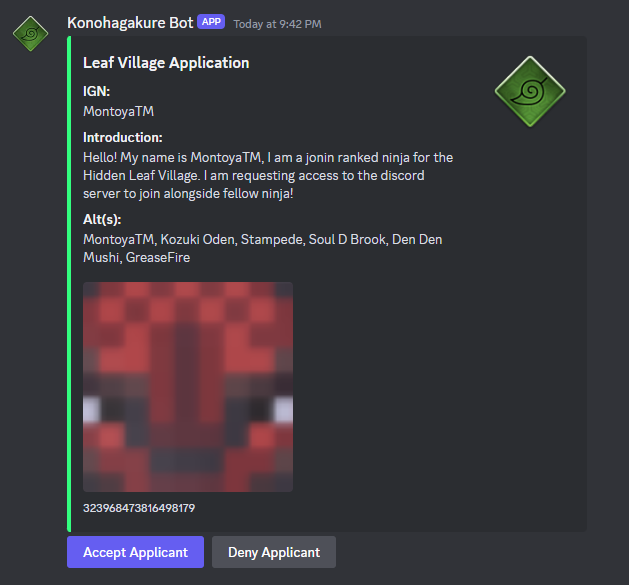 Konohagakure Bot APP Today at 9:42 PM
Leaf Village Application
IGN:
MontoyaTM
Introduction:
Hello! My name is MontoyaTM, I am a jonin ranked ninja for the
Hidden Leaf Village. I am requesting access to the discord
server to join alongside fellow ninja!
Alt(s):
MontoyaTM, Kozuki Oden, Stampede, Soul D Brook, Den Den
Mushi, GreaseFire
323968473816498179
Accept Applicant Deny Applicant